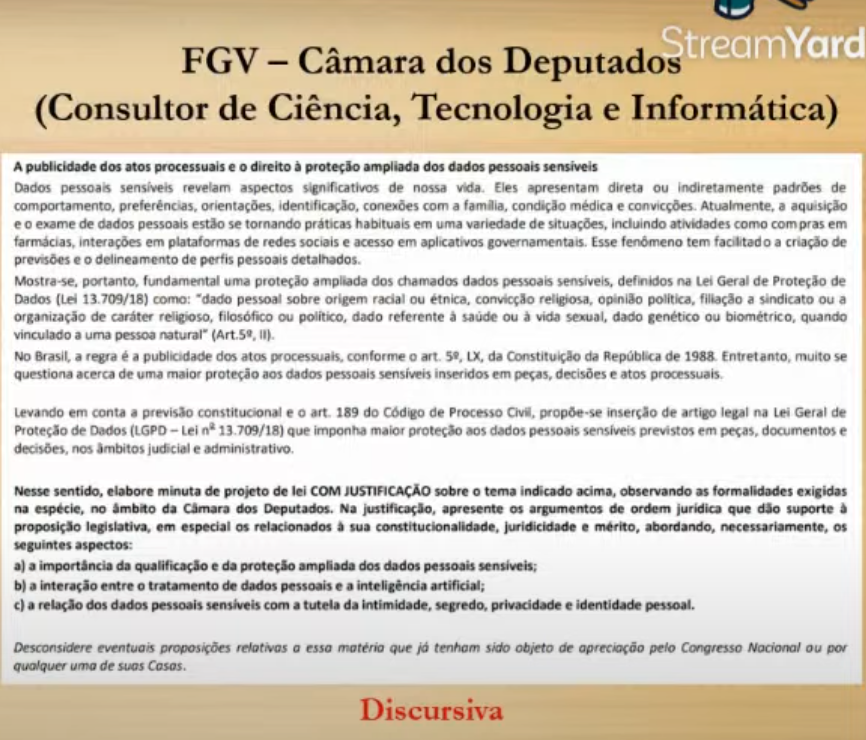 StreamYard
FGV – Câmara dos Deputados
(Consultor de Ciência, Tecnologia e Informática)
A publicidade dos atos processuais e o direito à proteção ampliada dos dados pessoais sensíveis
Dados pessoais sensíveis revelam aspectos significativos de nossa vida. Eles apresentam direta ou indiretamente padrões de
comportamento, preferências, orientações, identificação, conexões com a família, condição médica e convicções. Atualmente, a aquisição
e o exame de dados pessoais estão se tornando práticas habituais em uma variedade de situações, incluindo atividades como compras em
farmácias, interações em plataformas de redes sociais e acesso em aplicativos governamentais. Esse fenômeno tem facilitado a criação de
previsões e o delineamento de perfis pessoais detalhados.
Mostra-se, portanto, fundamental uma proteção ampliada dos chamados dados pessoais sensíveis, definidos na Lei Geral de Proteção de
Dados (Lei 13.709/18) como: "dado pessoal sobre origem racial ou étnica, convicção religiosa, opinião política, filiação a sindicato ou a
organização de caráter religioso, filosófico ou político, dado referente à saúde ou à vida sexual, dado genético ou biométrico, quando
vinculado a uma pessoa natural" (Art.5º, II).
No Brasil, a regra é a publicidade dos atos processuais, conforme o art. 5º, LX, da Constituição da República de 1988. Entretanto, muito se
questiona acerca de uma maior proteção aos dados pessoais sensíveis inseridos em peças, decisões e atos processuais.
Levando em conta a previsão constitucional e o art. 189 do Código de Processo Civil, propõe-se inserção de artigo legal na Lei Geral de
Proteção de Dados (LGPD – Lei nº 13.709/18) que imponha maior proteção aos dados pessoais sensíveis previstos em peças, documentos e
decisões, nos âmbitos judicial e administrativo.
Nesse sentido, elabore minuta de projeto de lei COM JUSTIFICAÇÃO sobre o tema indicado acima, observando as formalidades exigidas
na espécie, no âmbito da Câmara dos Deputados. Na justificação, apresente os argumentos de ordem jurídica que dão suporte à
proposição legislativa, em especial os relacionados à sua constitucionalidade, juridicidade e mérito, abordando, necessariamente, os
seguintes aspectos:
a) a importância da qualificação e da proteção ampliada dos dados pessoais sensíveis;
b) a interação entre o tratamento de dados pessoais e a inteligência artificial;
c) a relação dos dados pessoais sensíveis com a tutela da intimidade, segredo, privacidade e identidade pessoal.
Desconsidere eventuais proposições relativas a essa matéria que já tenham sido objeto de apreciação pelo Congresso Nacional ou por
qualquer uma de suas Casas.
Discursiva